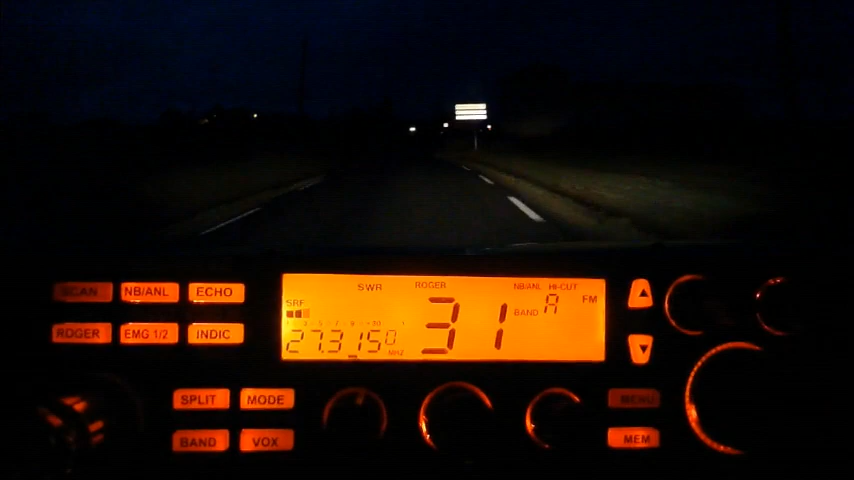 SCAN NB/ANL ECHO
ROGER EMG 1/2 INDIC
SPLIT MODE
BAND VOX
SWR ROGER NB/ANL HI-CUT
SRF BAND A FM
31
27.3150 MHZ
MENU
MEM